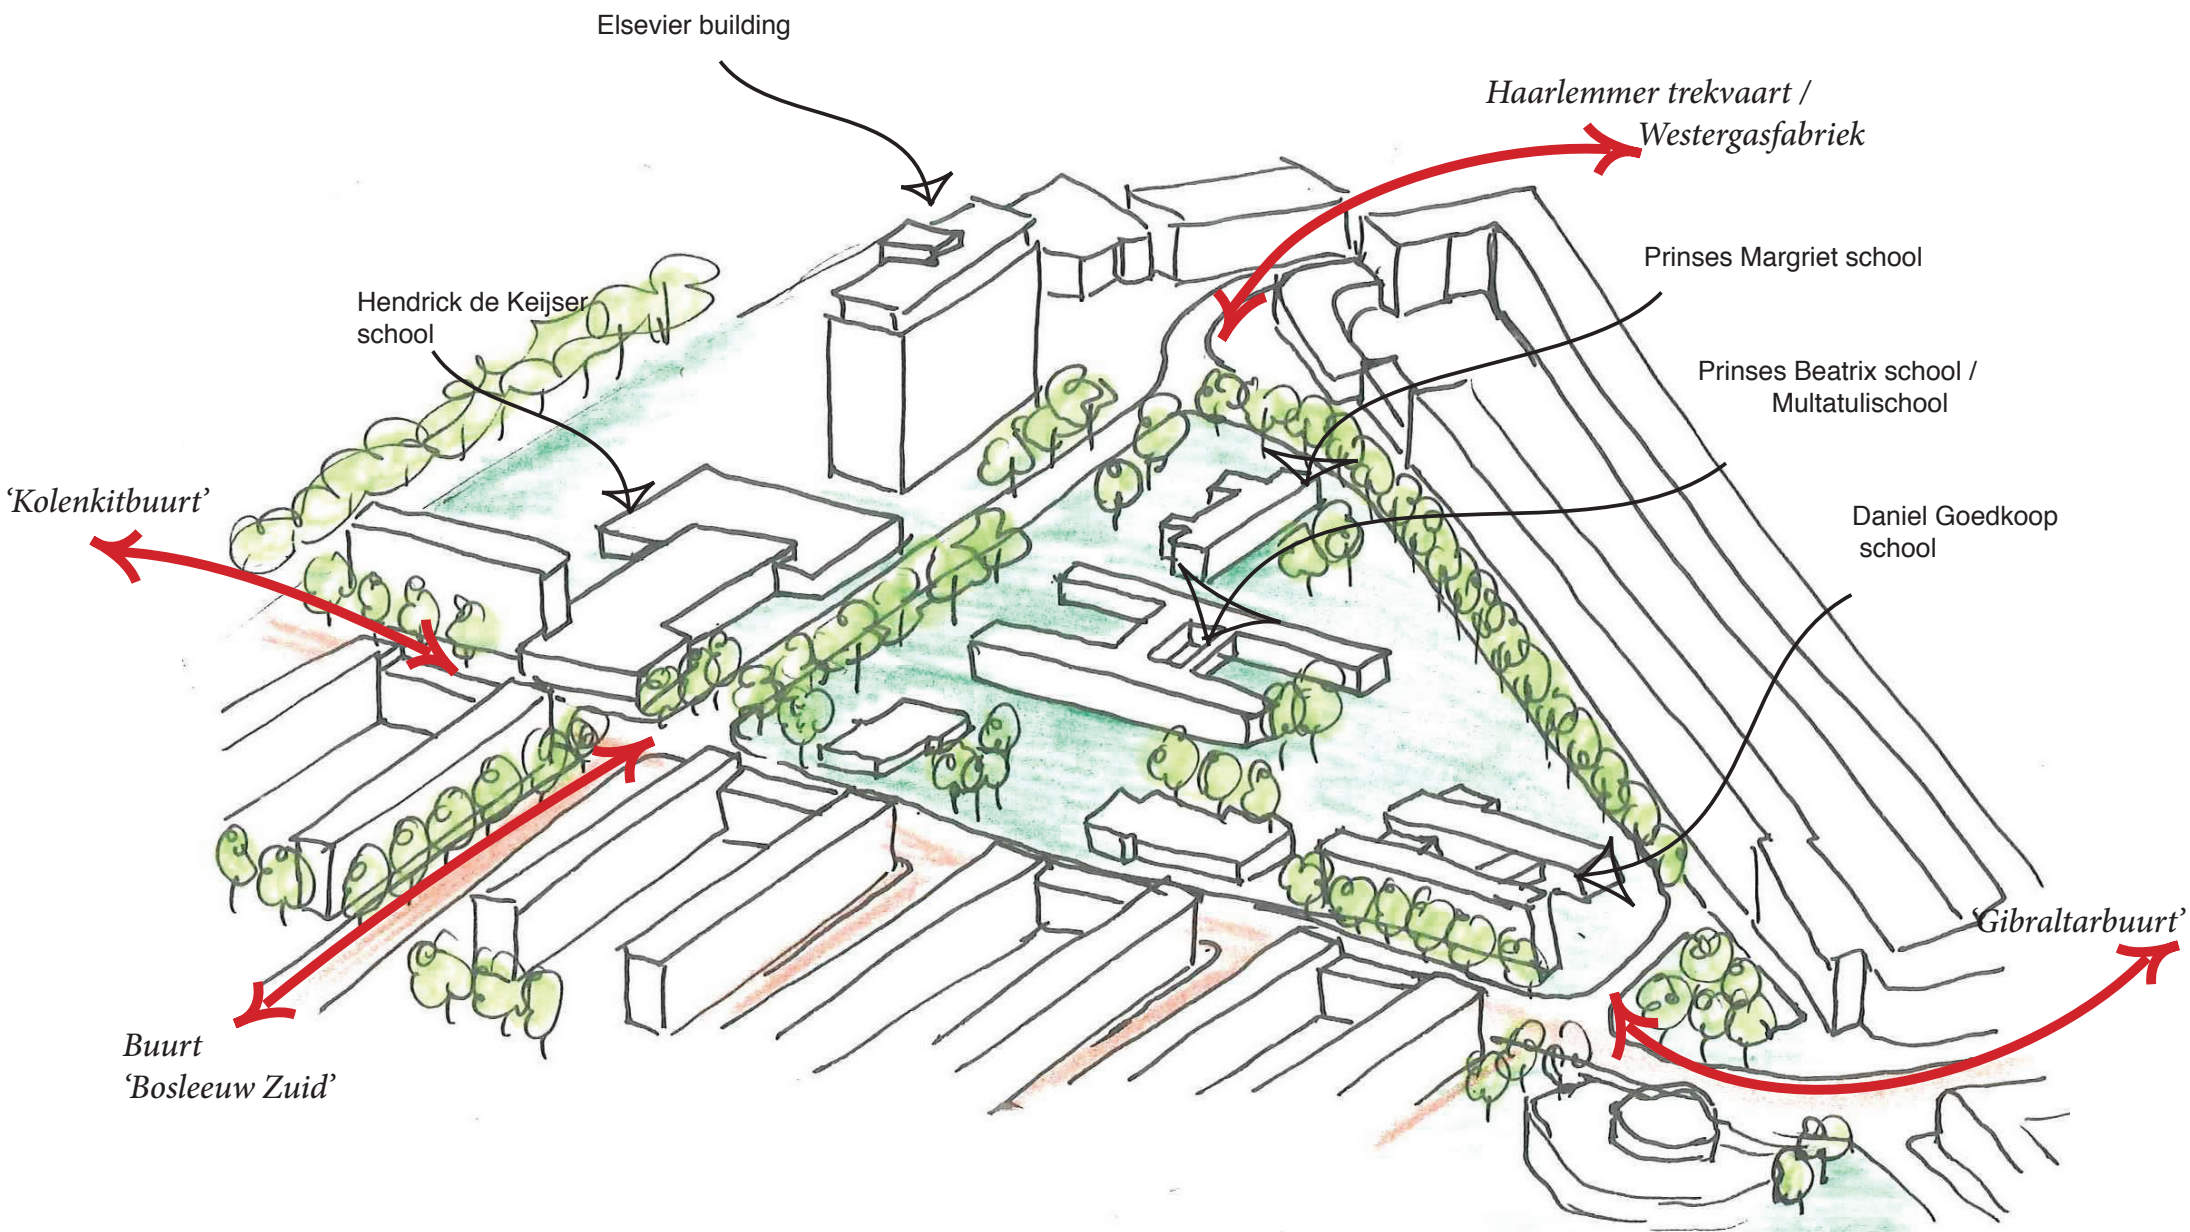 Elsevier building
Haarlemmer trekvaart /
Westergasfabriek
Prinses Margriet school
Hendrick de Keijser
school
Prinses Beatrix school /
Multatulischool
‘Kolenkitbuurt’
Daniel Goedkoop
school
‘Gibraltarbuurt’
Buurt
‘Bosleeuw Zuid’